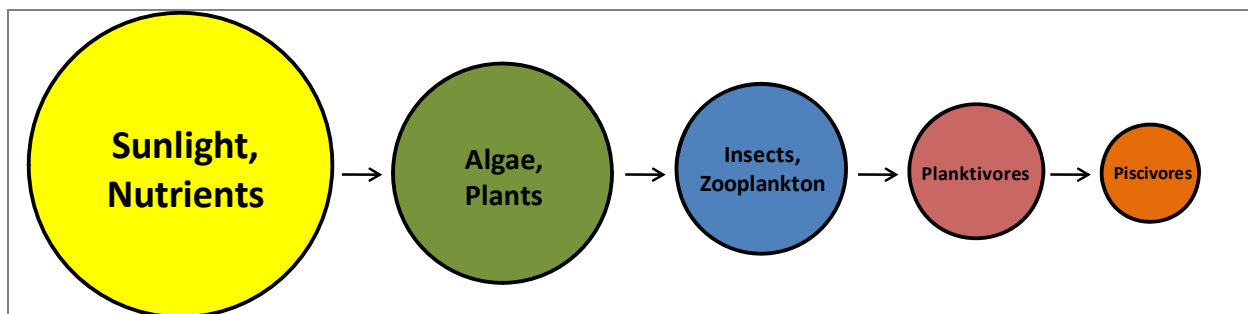 Sunlight,
Nutrients
Algae,
Plants
Insects,
Zooplankton
Planktivores
Piscivores